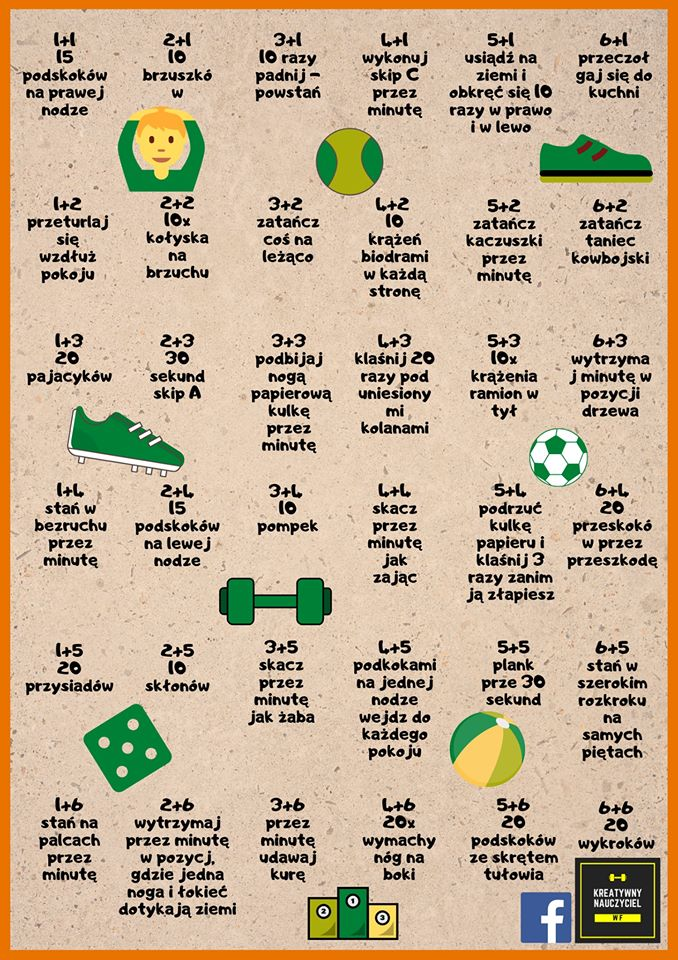 1+1
15
podskoków
na prawej
nodze
2+1
10
brzuszkó
w
3+1
10 razy
padnij -
powstań
4+1
wykonuj
skip C
przez
minutę
5+1
usiądź na
ziemi i
obkręć się 10
razy w prawo
i w lewo
6+1
przeczoł
gaj się do
kuchni
1+2
przeturlaj
się
wzdłuż
pokoju
2+2
10x
kołyska
na
brzuchu
3+2
zatańcz
coś na
leżąco
4+2
10
krążeń
biodrami
w każdą
stronę
5+2
zatańcz
kaczuszki
przez
minutę
6+2
zatańcz
taniec
kowbojski
1+3
20
pajacyków
2+3
30
sekund
skip A
3+3
podbijaj
nogą
papierową
kulkę
przez
minutę
4+3
klaśnij 20
razy pod
uniesiony
mi
kolanami
5+3
10x
krążenia
ramion w
tył
6+3
wytrzyma
j minutę w
pozycji
drzewa
1+4
stań w
bezruchu
przez
minutę
2+4
15
podskoków
na lewej
nodze
3+4
10
pompek
4+4
skacz
przez
minutę
jak
zając
5+4
podrzuć
kulkę
papieru i
klaśnij 3
razy zanim
ją złapiesz
6+4
20
przeskokó
w przez
przeszkodę
1+5
20
przysiadów
2+5
10
skłonów
3+5
skacz
przez
minutę
jak żaba
4+5
podkokami
na jednej
nodze
wejdz do
każdego
pokoju
5+5
plank
prze 30
sekund
6+5
stań w
szerokim
rozkroku
na
samych
piętach
1+6
stań na
palcach
przez
minutę
2+6
wytrzymaj
przez minutę
w pozycj,
gdzie jedna
noga i łokieć
dotykają ziemi
3+6
przez
minutę
udawaj
kurę
4+6
20x
wymachy
nóg na
boki
5+6
20
podskoków
ze skrętem
tułowia
6+6
20
wykroków
2
1
3
f
KREATYWNY
NAUCZYCIEL
WF